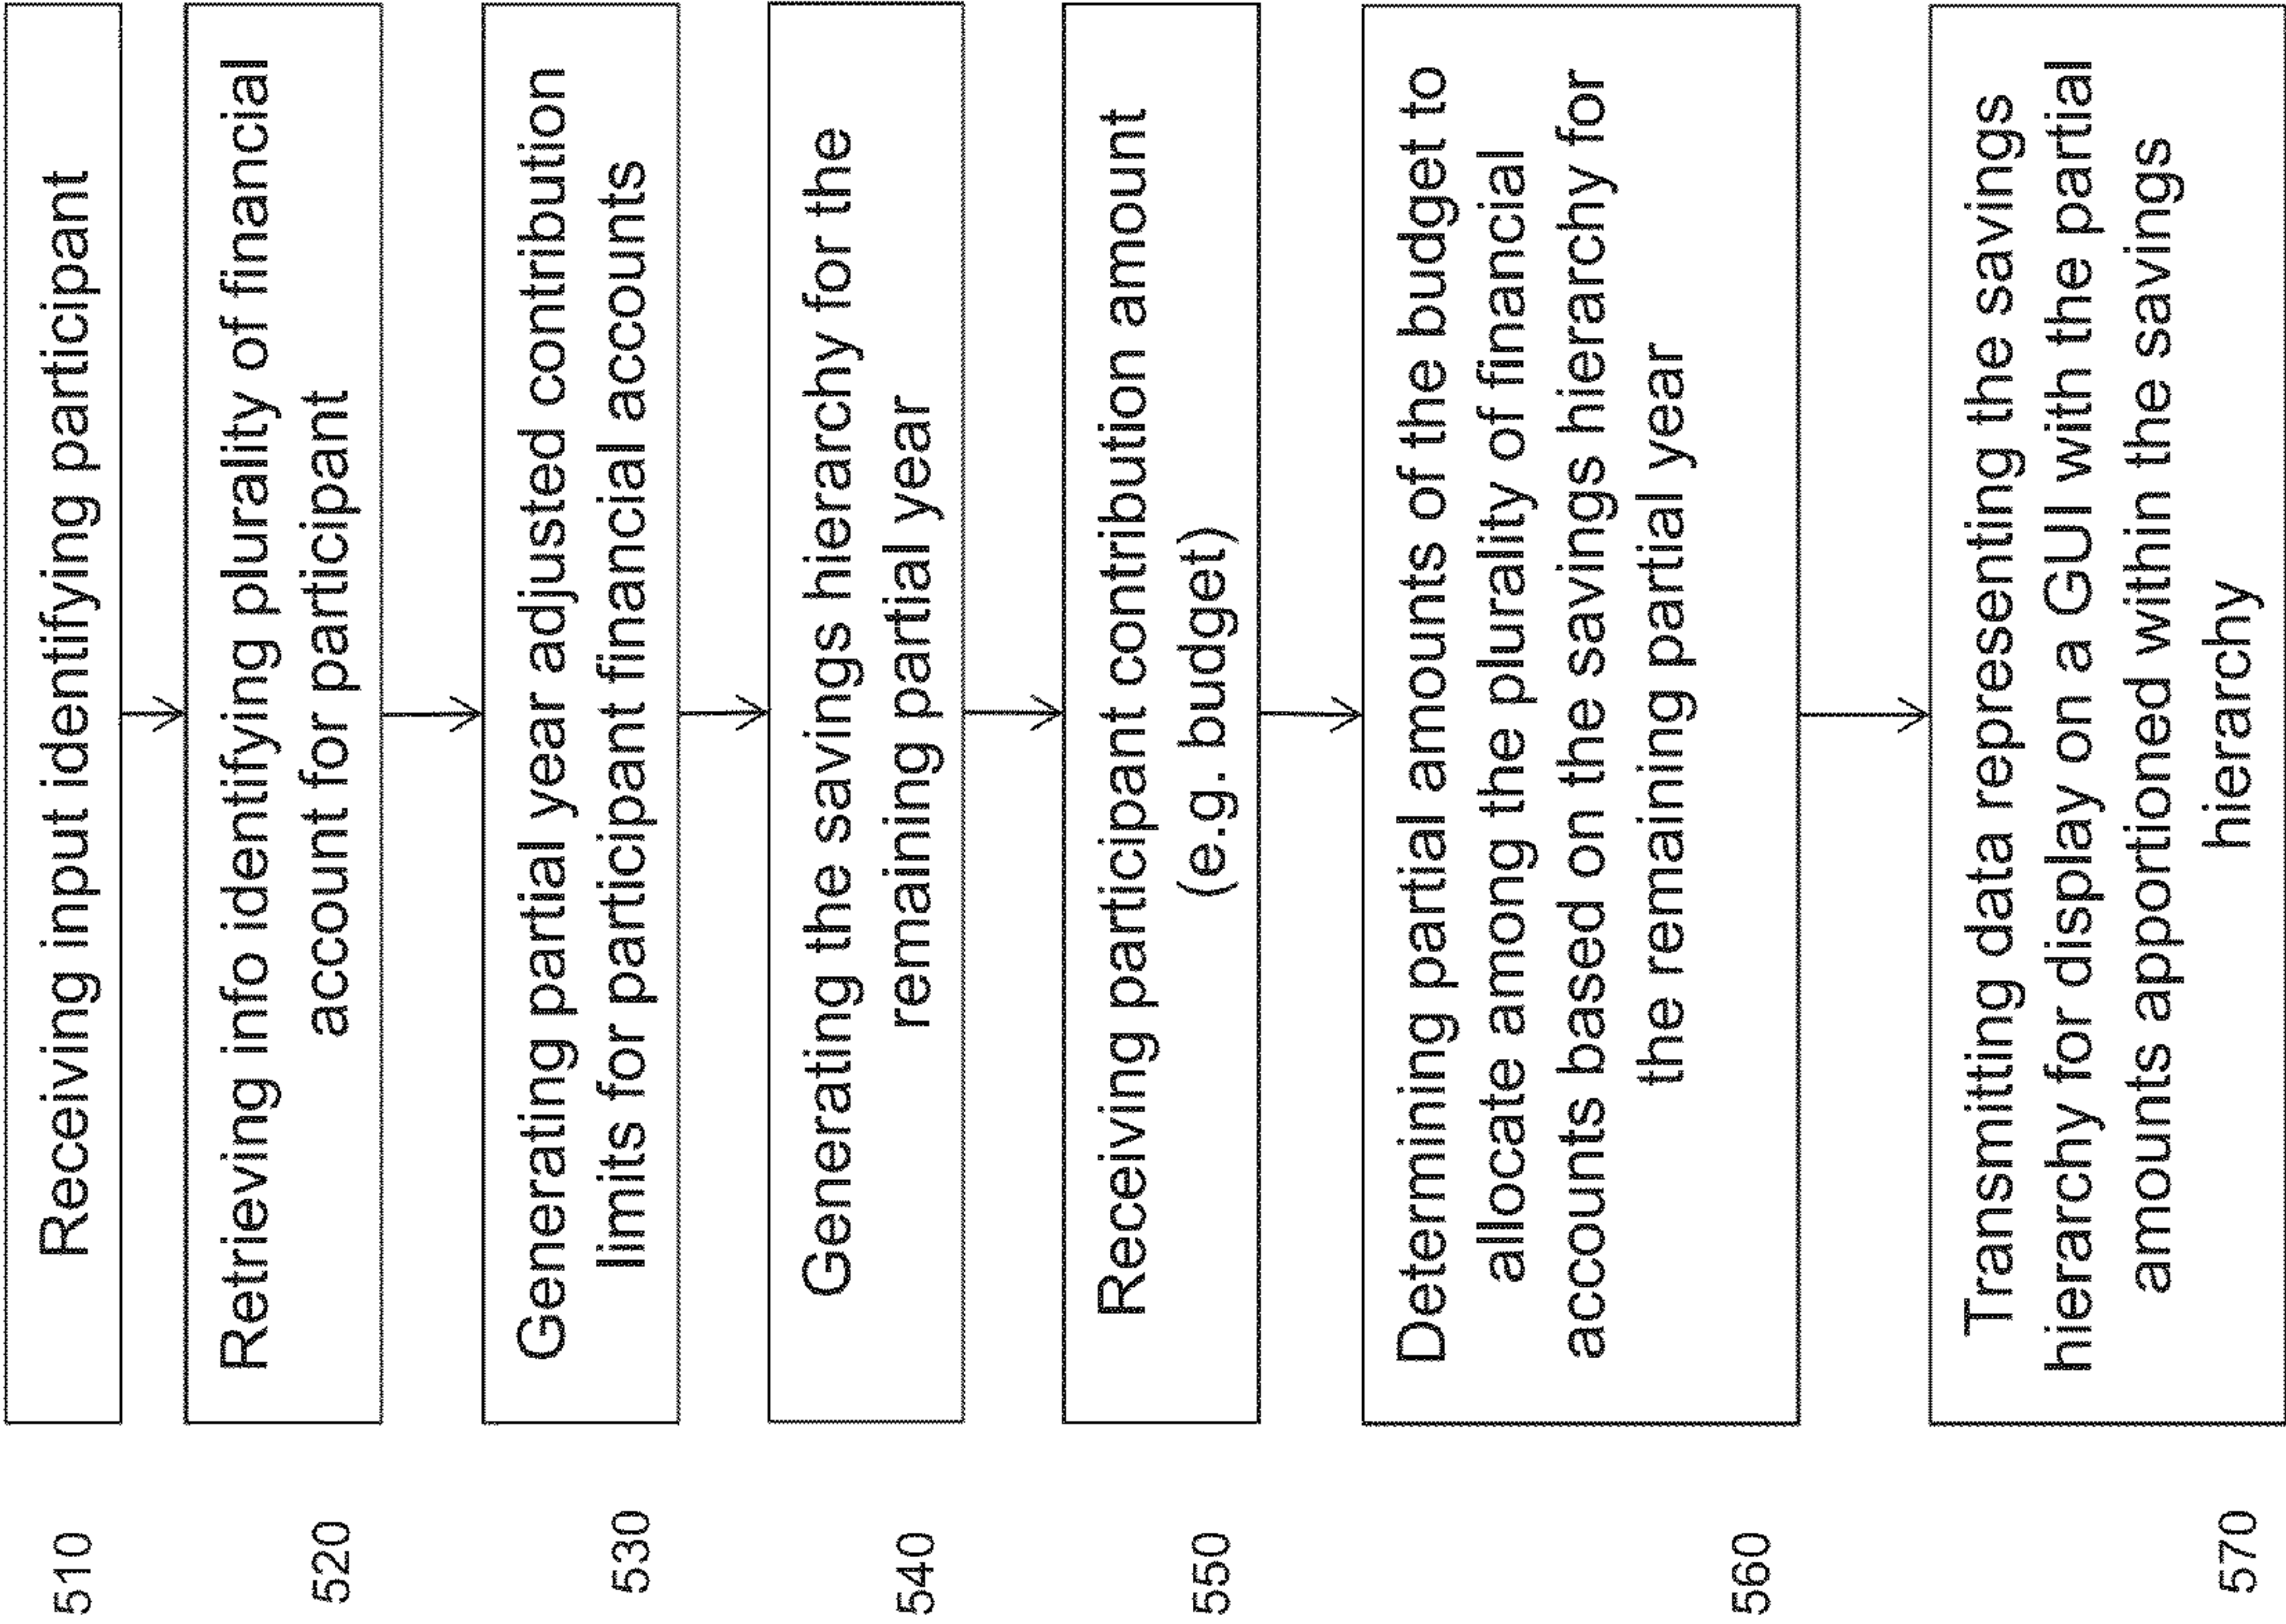 510
Receiving input identifying participant
520
Retrieving info identifying plurality of financial
account for participant
530
Generating partial year adjusted contribution
limits for participant financial accounts
540
Generating the savings hierarchy for the
remaining partial year
550
Receiving participant contribution amount
(e.g. budget)
560
Determining partial amounts of the budget to
allocate among the plurality of financial
accounts based on the savings hierarchy for
the remaining partial year
570
Transmitting data representing the savings
hierarchy for display on a GUI with the partial
amounts apportioned within the savings
hierarchy